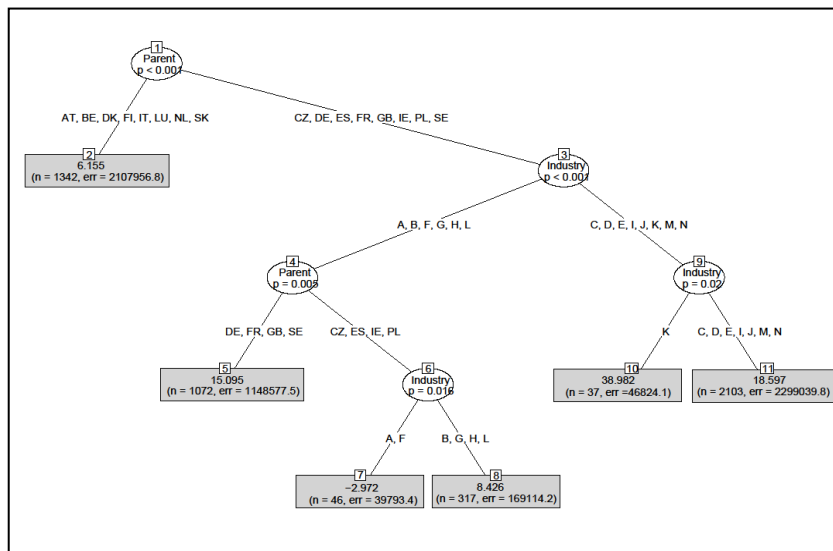 1
Parent
p < 0.001
AT, BE, DK, FI, IT, LU, NL, SK
CZ, DE, ES, FR, GB, IE, PL, SE
2
6.155
(n = 1342, err = 2107956.8)
3
Industry
p < 0.001
A, B, F, G, H, L
C, D, E, I, J, K, M, N
4
Parent
p = 0.005
9
Industry
p = 0.02
DE, FR, GB, SE
CZ, ES, IE, PL
K
C, D, E, I, J, M, N
5
15.095
(n = 1072, err = 1148577.5)
6
Industry
p = 0.016
10
38.982
(n = 37, err =46824.1)
11
18.597
(n = 2103, err = 2299039.8)
A, F
B, G, H, L
7
−2.972
(n = 46, err = 39793.4)
8
8.426
(n = 317, err = 169114.2)